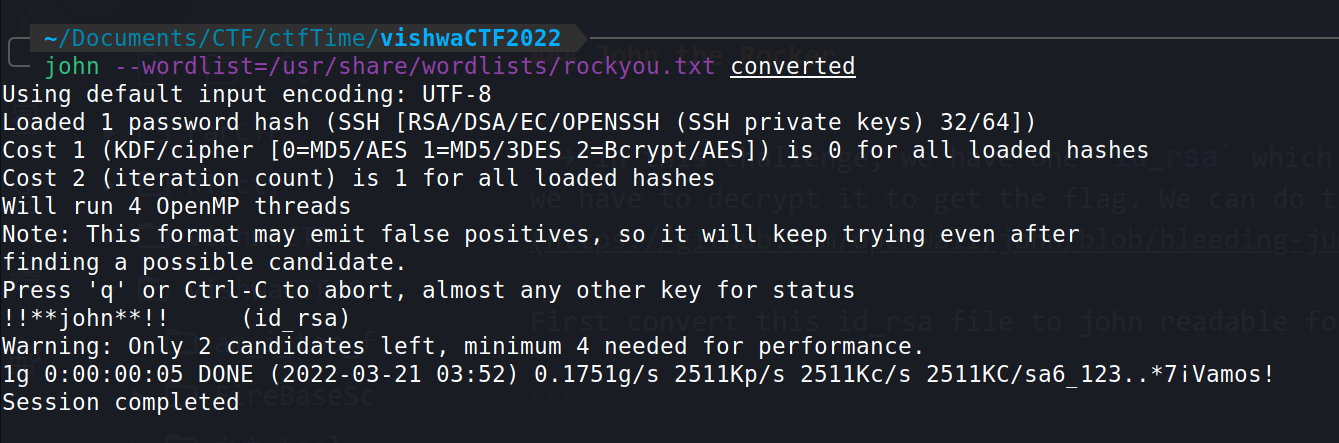 ~/Documents/CTF/ctfTime/vishwaCTF2022
john --wordlist=/usr/share/wordlists/rockyou.txt converted
Using default input encoding: UTF-8
Loaded 1 password hash (SSH [RSA/DSA/EC/OPENSSH (SSH private keys) 32/64])
Cost 1 (KDF/cipher [0=MD5/AES 1=MD5/3DES 2=Bcrypt/AES]) is 0 for all loaded hashes
Cost 2 (iteration count) is 1 for all loaded hashes
Will run 4 OpenMP threads
Note: This format may emit false positives, so it will keep trying even after
finding a possible candidate.
Press 'q' or Ctrl-C to abort, almost any other key for status
!!**john**!!     (id_rsa)
Warning: Only 2 candidates left, minimum 4 needed for performance.
1g 0:00:00:05 DONE (2022-03-21 03:52) 0.1751g/s 2511Kp/s 2511Kc/s 2511KC/sa6_123..*7¡Vamos!
Session completed